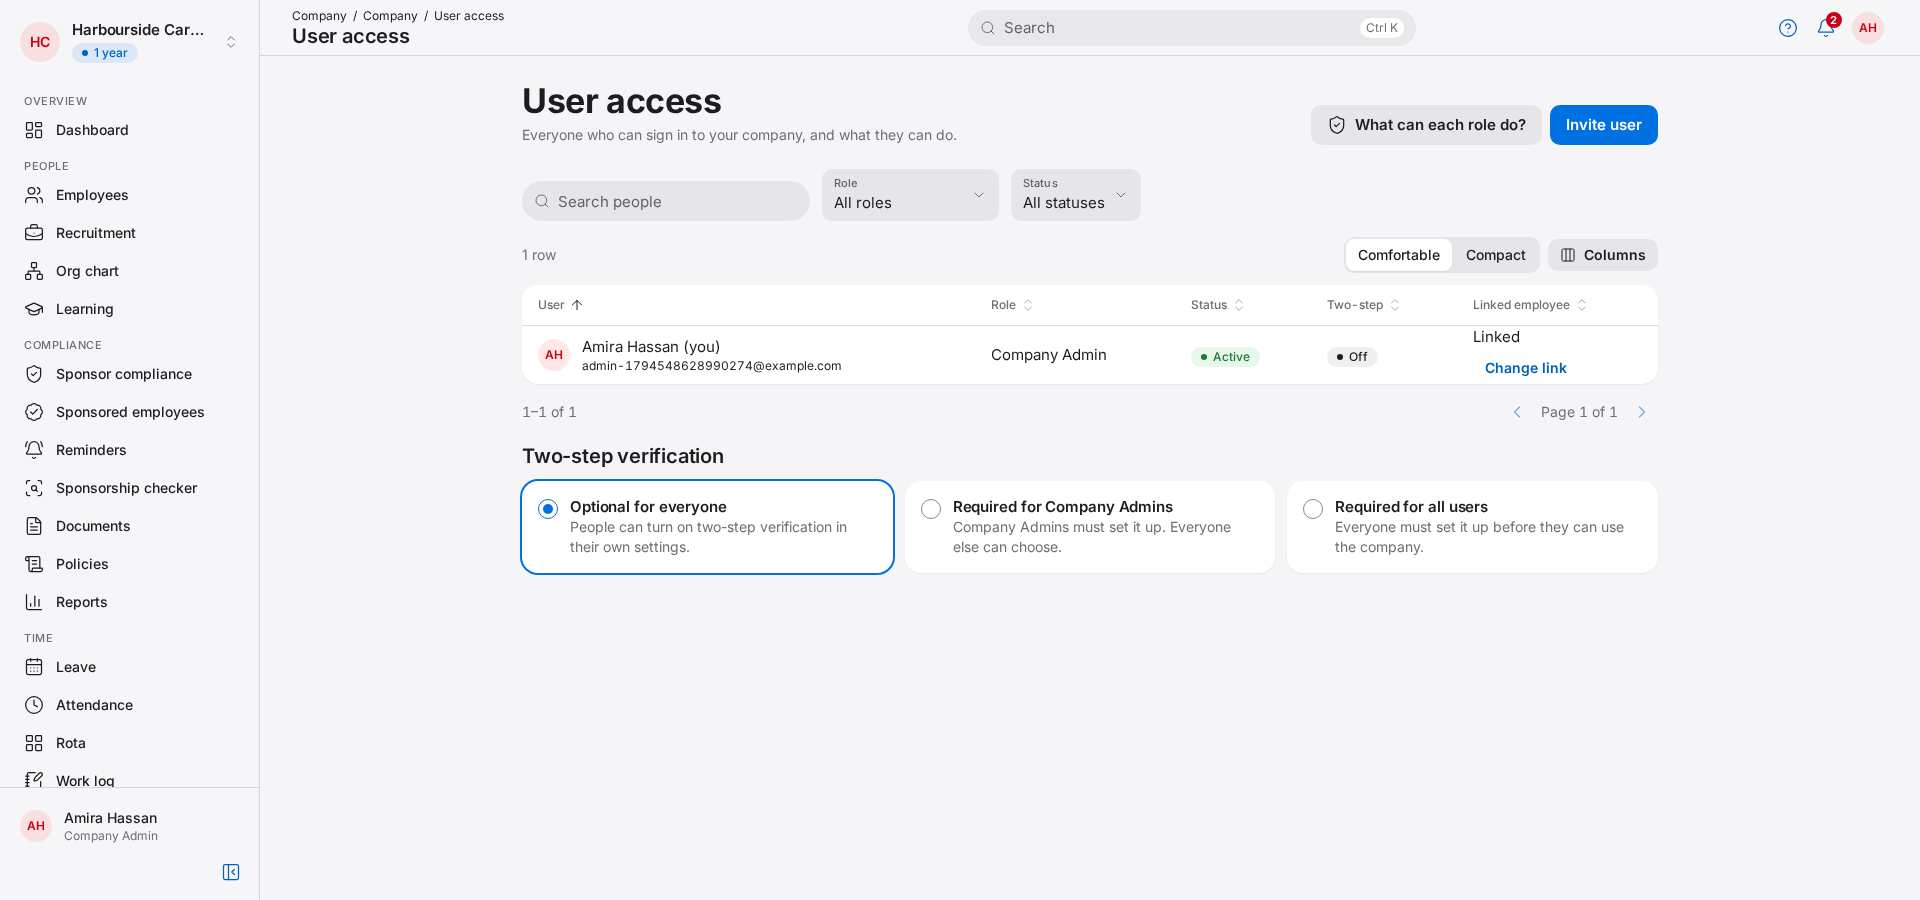 HC
Harbourside Car...
1 year
OVERVIEW
Dashboard
PEOPLE
Employees
Recruitment
Org chart
Learning
COMPLIANCE
Sponsor compliance
Sponsored employees
Reminders
Sponsorship checker
Documents
Policies
Reports
TIME
Leave
Attendance
Rota
Work log
AH
Amira Hassan
Company Admin
Company / Company / User access
User access
Search
Ctrl K
2
AH
User access
Everyone who can sign in to your company, and what they can do.
What can each role do?
Invite user
Search people
Role
All roles
Status
All statuses
1 row
Comfortable
Compact
Columns
User
Role
Status
Two-step
Linked employee
AH
Amira Hassan (you)
admin-1794548628990274@example.com
Company Admin
Active
Off
Linked
Change link
1–1 of 1
Page 1 of 1
Two-step verification
Optional for everyone
People can turn on two-step verification in
their own settings.
Required for Company Admins
Company Admins must set it up. Everyone
else can choose.
Required for all users
Everyone must set it up before they can use
the company.